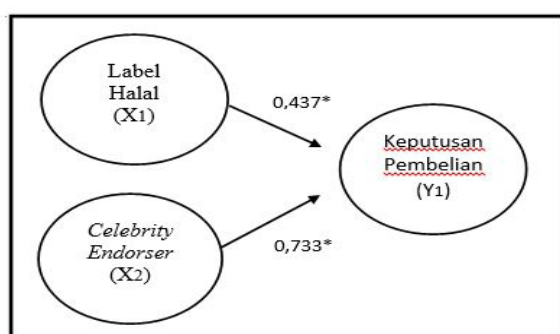 Label
Halal
(X1)
0,437*
Keputusan
Pembelian
(Y1)
Celebrity
Endorser
(X2)
0,733*